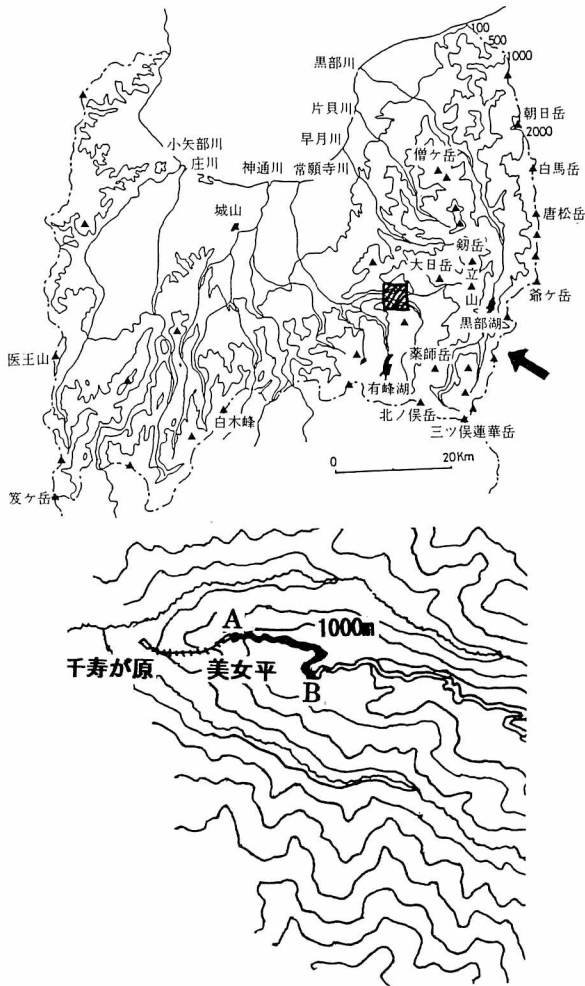 100
500
1000
黒部川
片貝川
朝日岳
2000
早月川
小矢部川
庄川
神通川
常願寺川
僧ケ岳
白馬岳
城山
唐松岳
剱岳
大日岳
立山
爺ケ岳
黒部湖
医王山
薬師岳
有峰湖
白木峰
北ノ俣岳
三ツ俣蓮華岳
0
20Km
笈ケ岳
A
1000m
千寿が原
美女平
B